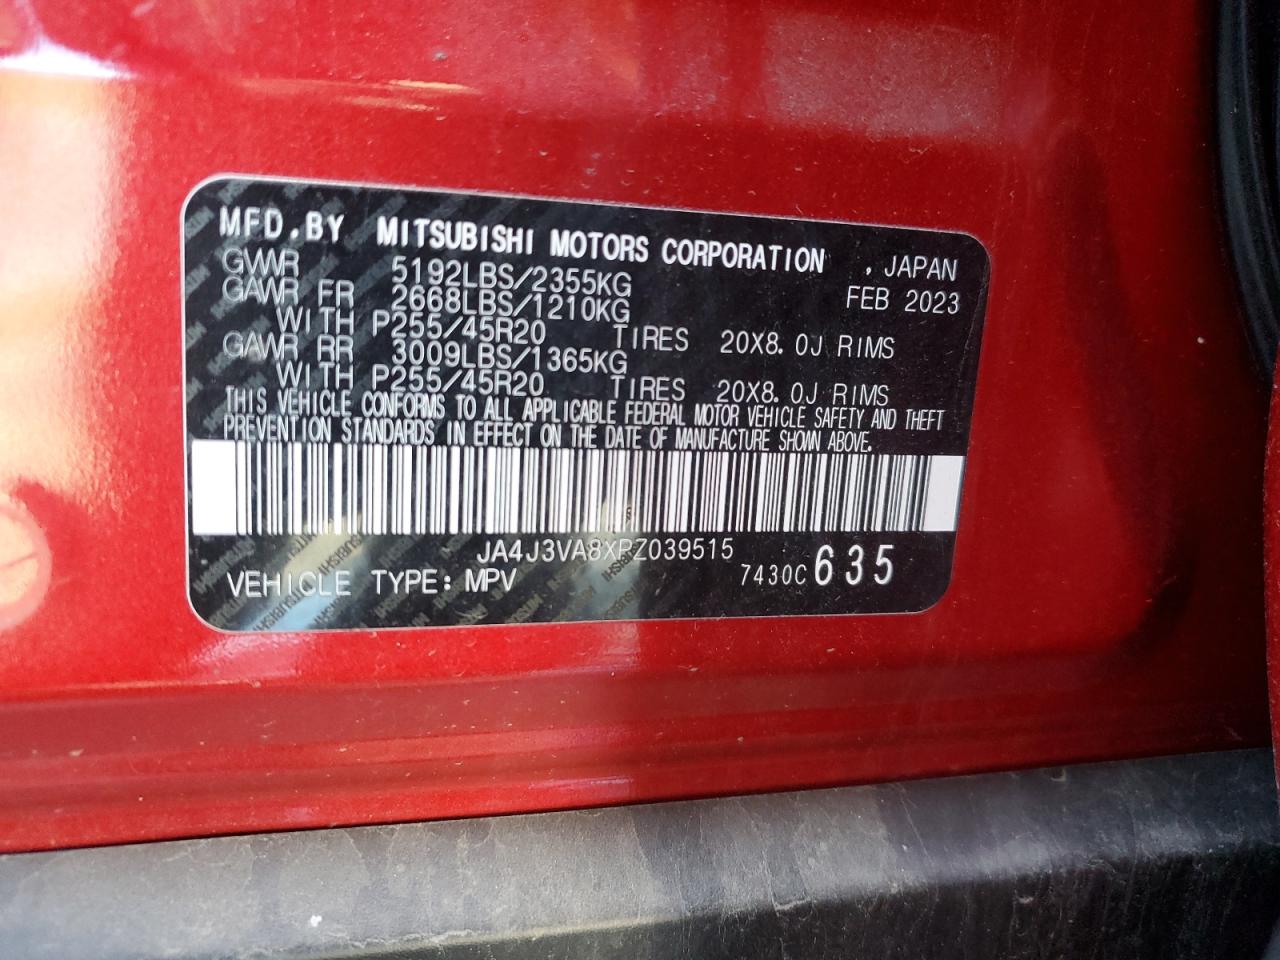 MFD.BY MITSUBISHI MOTORS CORPORATION , JAPAN
GVWR 5192LBS/2355KG FEB 2023
GAWR FR 2668LBS/1210KG
WITH P255/45R20 TIRES 20X8.0J RIMS
GAWR RR 3009LBS/1365KG
WITH P255/45R20 TIRES 20X8.0J RIMS
THIS VEHICLE CONFORMS TO ALL APPLICABLE FEDERAL MOTOR VEHICLE SAFETY AND THEFT
PREVENTION STANDARDS IN EFFECT ON THE DATE OF MANUFACTURE SHOWN ABOVE.
JA4J3VA8XPZ039515
VEHICLE TYPE: MPV 7430C 635